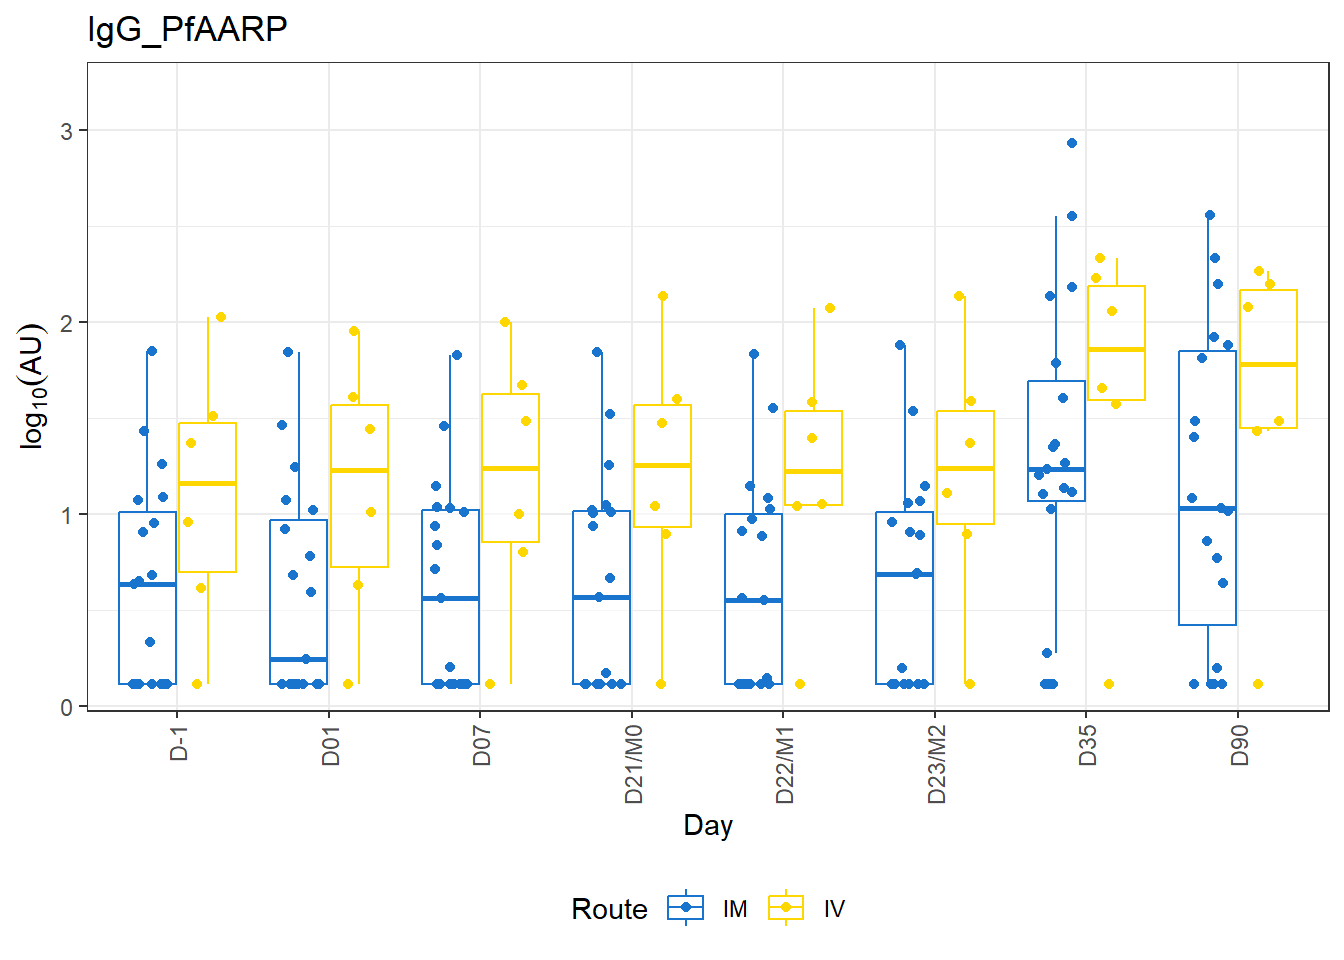 IgG_PfAARP
3
2
1
0
log10(AU)
D-1
D01
D07
D21/M0
D22/M1
D23/M2
D35
D90
Day
Route
IM
IV